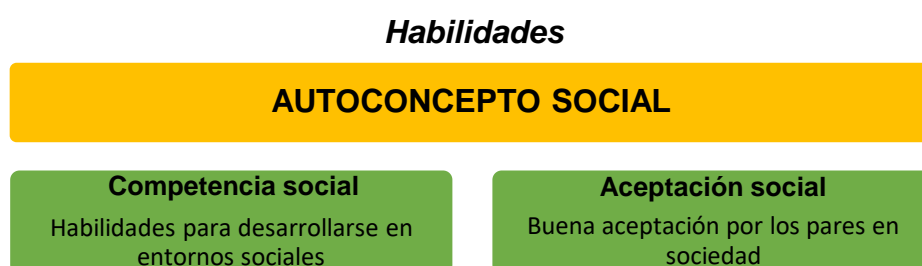 Habilidades
AUTOCONCEPTO SOCIAL
Competencia social
Habilidades para desarrollarse en
entornos sociales
Aceptación social
Buena aceptación por los pares en
sociedad